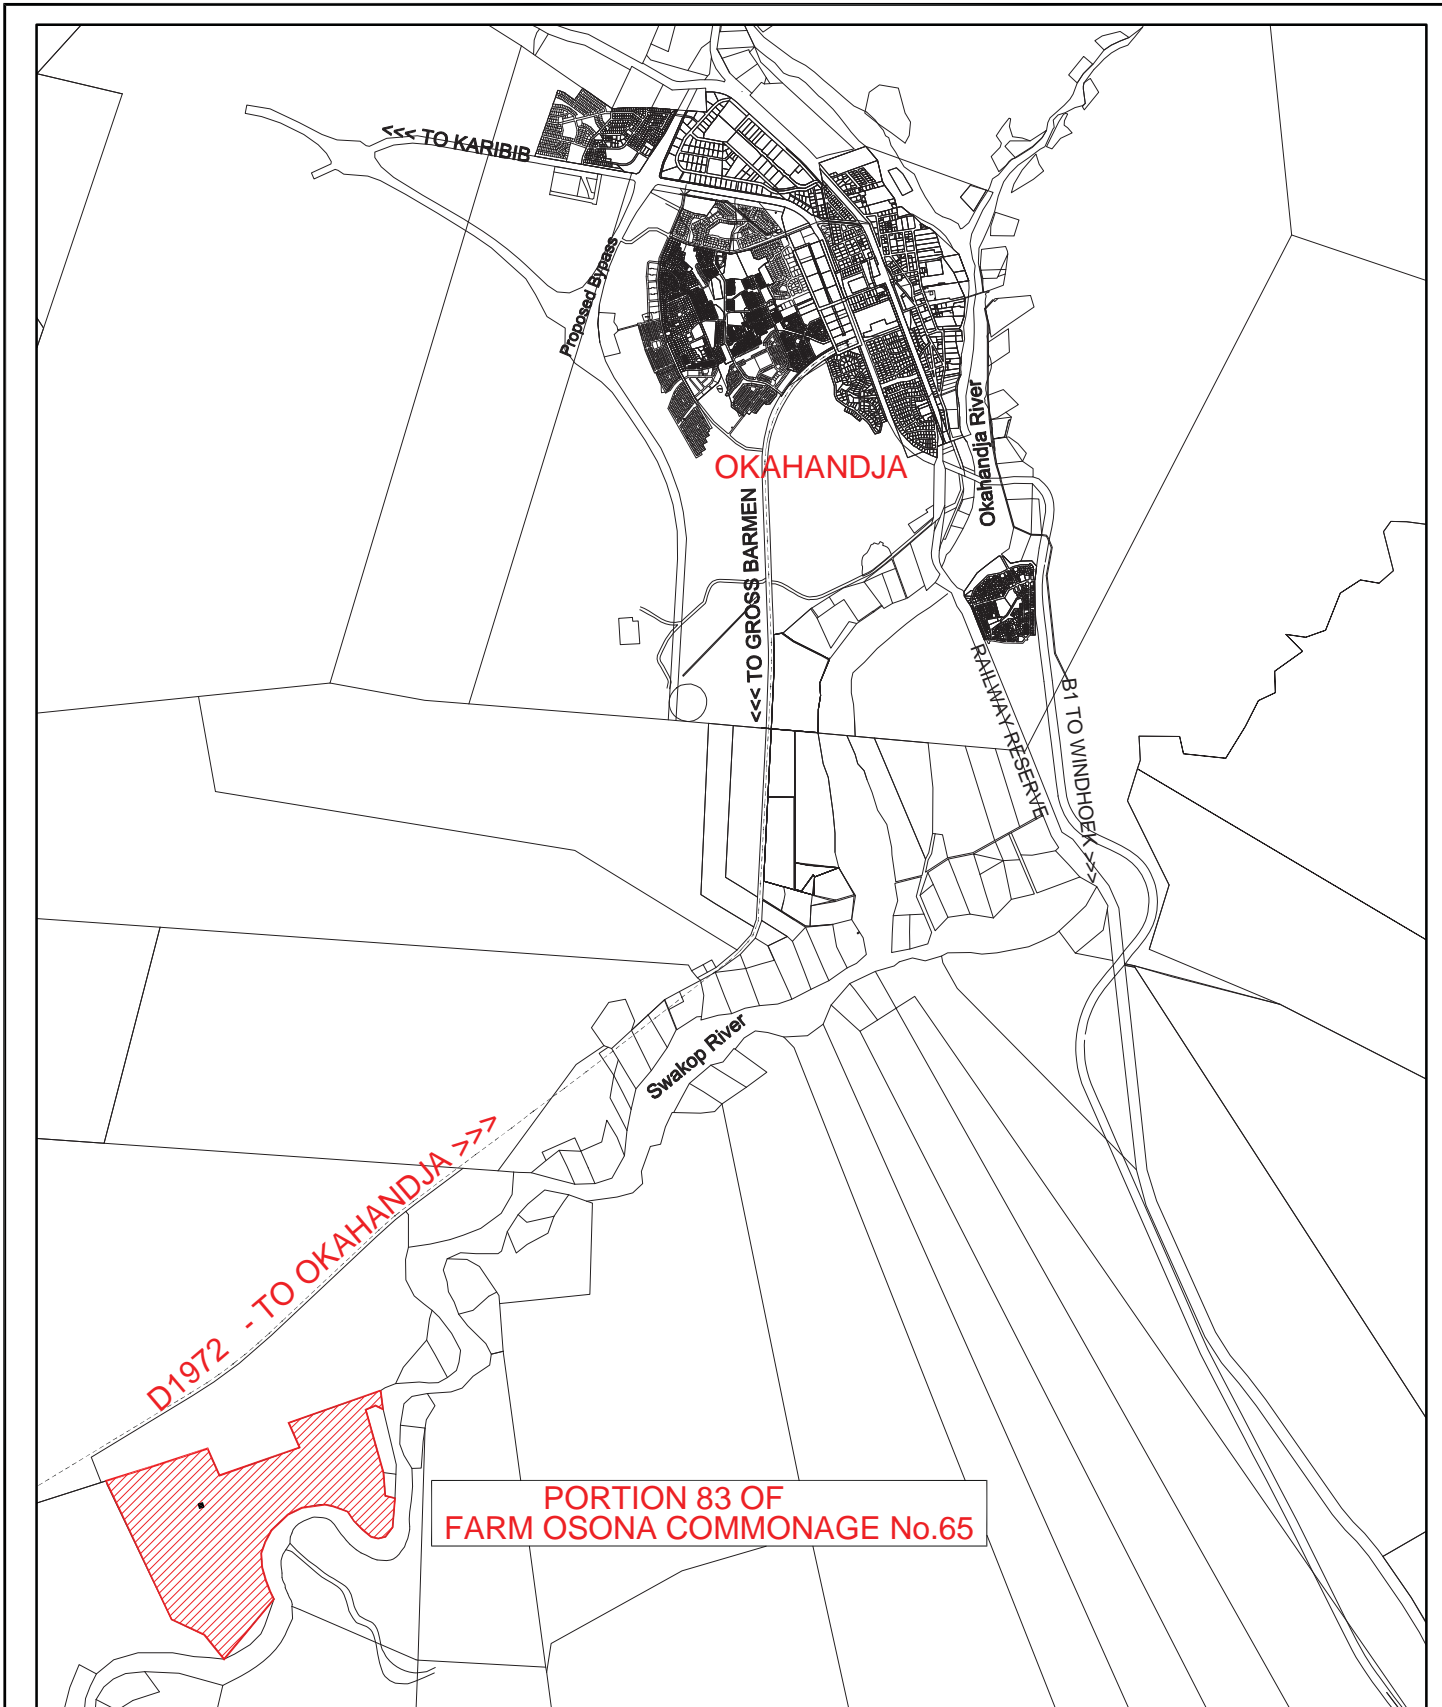 <<< TO KARIBIB
Proposed Bypass
Okahandja River
OKAHANDJA
<<< TO GROSS BARMEN
RAILWAY RESERVE
B1 TO WINDHOEK >>>
Swakop River
D1972 - TO OKAHANDJA >>>
PORTION 83 OF
FARM OSONA COMMONAGE No.65